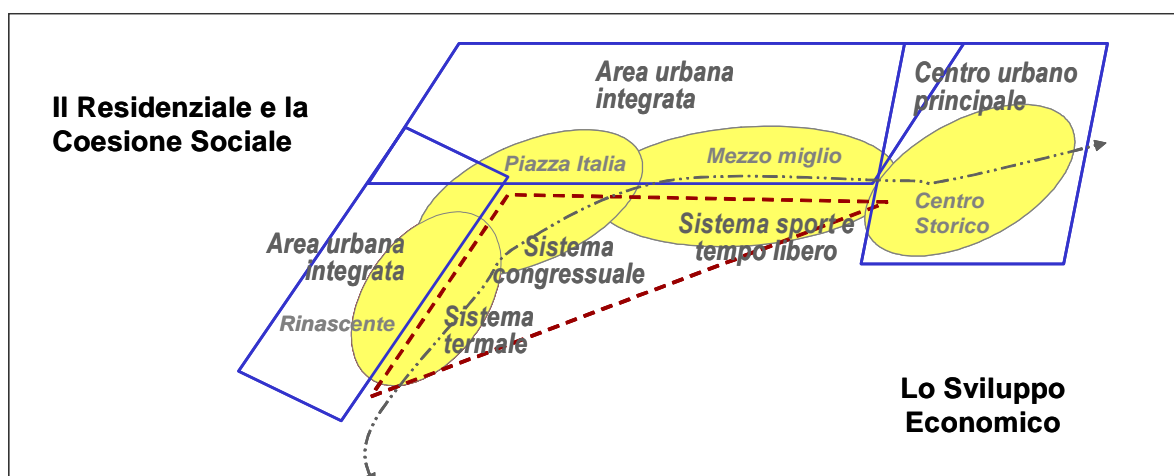 Il Residenziale e la
Coesione Sociale
Area urbana
integrata
Centro urbano
principale
Piazza Italia
Mezzo miglio
Centro
Storico
Sistema sport e
tempo libero
Area urbana
integrata
Sistema
congressuale
Rinascente
Sistema
termale
Lo Sviluppo
Economico